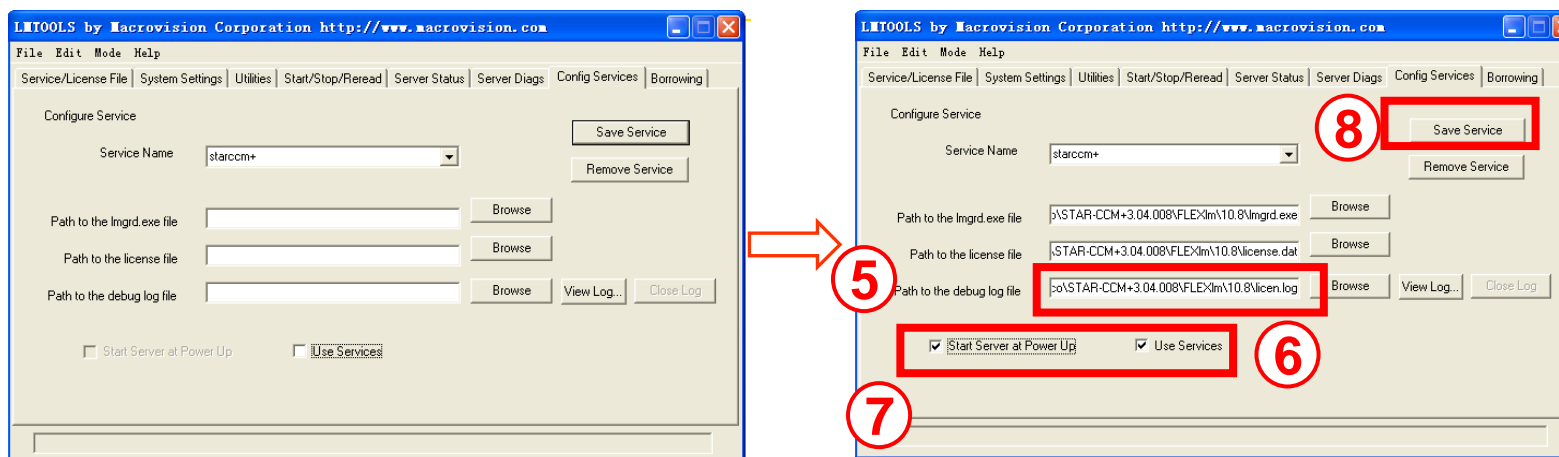 LMTOOLS by Macrovision Corporation http://www.macrovision.com
File Edit Mode Help
Service/License File System Settings Utilities Start/Stop/Reread Server Status Server Diags Config Services Borrowing
Configure Service
Save Service
Service Name starccm+
Remove Service
Path to the lmgrd.exe file Browse
Path to the license file Browse
Path to the debug log file Browse View Log... Close Log
Start Server at Power Up Use Services
LMTOOLS by Macrovision Corporation http://www.macrovision.com
File Edit Mode Help
Service/License File System Settings Utilities Start/Stop/Reread Server Status Server Diags Config Services Borrowing
Configure Service
⑧ Save Service
Service Name starccm+
Remove Service
Path to the lmgrd.exe file \STAR-CCM+3.04.008\FLEXlm\10.8\lmgrd.exe Browse
Path to the license file \STAR-CCM+3.04.008\FLEXlm\10.8\license.dat Browse
⑤
Path to the debug log file co\STAR-CCM+3.04.008\FLEXlm\10.8\licen.log Browse View Log... Close Log
Start Server at Power Up Use Services ⑥
⑦